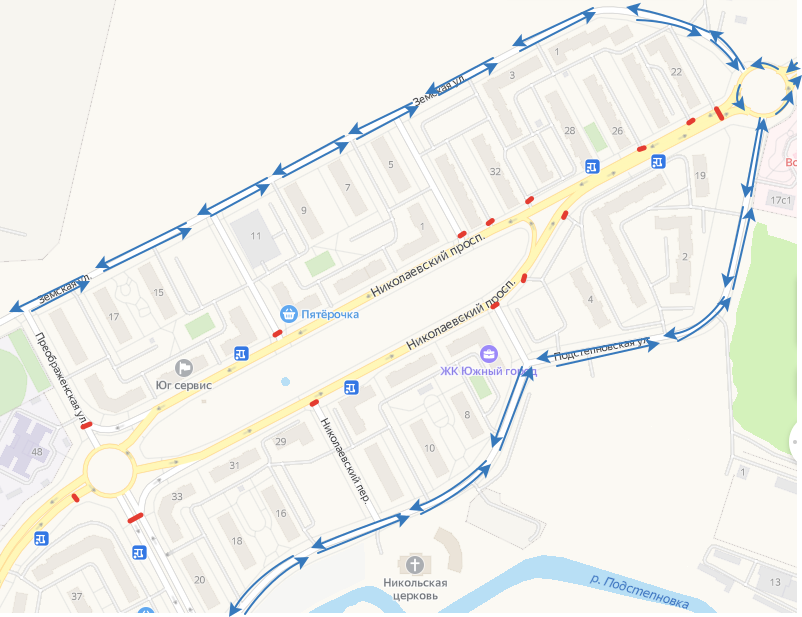 1
3
22
Земская ул.
28
26
Во
5
32
19
17с1
7
9
1
11
2
Николаевский просп.
Земская ул.
15
4
17
Пятёрочка
Николаевский просп.
Подстепновская ул.
Преображенская ул.
Юг сервис
ЖК Южный город
8
29
Николаевский пер.
48
10
31
1
33
16
18
20
Никольская
церковь
р. Подстепновка
13
37